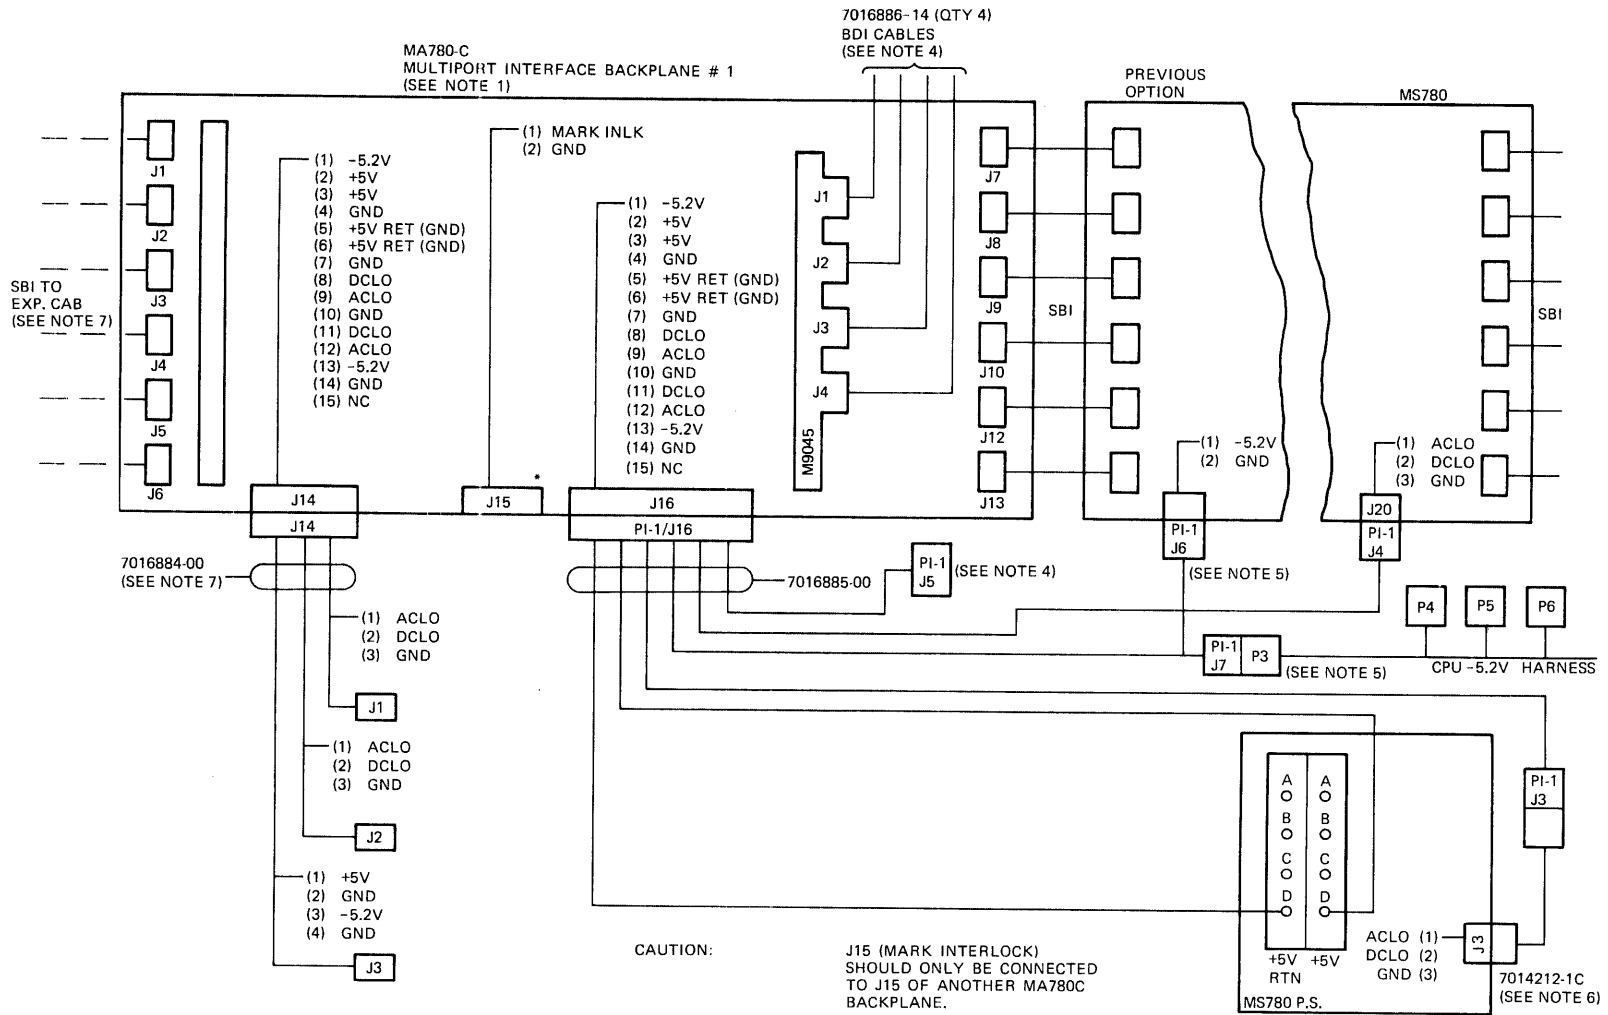 7016886-14 (QTY 4)
BDI CABLES
(SEE NOTE 4)
MA780-C
MULTIPORT INTERFACE BACKPLANE # 1
(SEE NOTE 1)
PREVIOUS
OPTION
MS780
J1
J2
J3
J4
J5
J6
SBI TO
EXP. CAB
(SEE NOTE 7)
(1) -5.2V
(2) +5V
(3) +5V
(4) GND
(5) +5V RET (GND)
(6) +5V RET (GND)
(7) GND
(8) DCLO
(9) ACLO
(10) GND
(11) DCLO
(12) ACLO
(13) -5.2V
(14) GND
(15) NC
(1) MARK INLK
(2) GND
(1) -5.2V
(2) +5V
(3) +5V
(4) GND
(5) +5V RET (GND)
(6) +5V RET (GND)
(7) GND
(8) DCLO
(9) ACLO
(10) GND
(11) DCLO
(12) ACLO
(13) -5.2V
(14) GND
(15) NC
J1
J2
J3
J4
M9045
J7
J8
J9
J10
J12
J13
SBI
SBI
(1) -5.2V
(2) GND
(1) ACLO
(2) DCLO
(3) GND
J14
J14
J15
*
J16
PI-1/J16
PI-1
J6
(SEE NOTE 5)
J20
PI-1
J4
7016884-00
(SEE NOTE 7)
7016885-00
PI-1
J5
(SEE NOTE 4)
P4
P5
P6
PI-1
J7
P3
(SEE NOTE 5)
CPU -5.2V HARNESS
(1) ACLO
(2) DCLO
(3) GND
J1
(1) ACLO
(2) DCLO
(3) GND
J2
(1) +5V
(2) GND
(3) -5.2V
(4) GND
J3
PI-1
J3
A A
B B
C C
D D
+5V +5V
RTN
MS780 P.S.
ACLO (1)
DCLO (2)
GND (3)
J3
7014212-1C
(SEE NOTE 6)
CAUTION:
J15 (MARK INTERLOCK)
SHOULD ONLY BE CONNECTED
TO J15 OF ANOTHER MA780C
BACKPLANE.